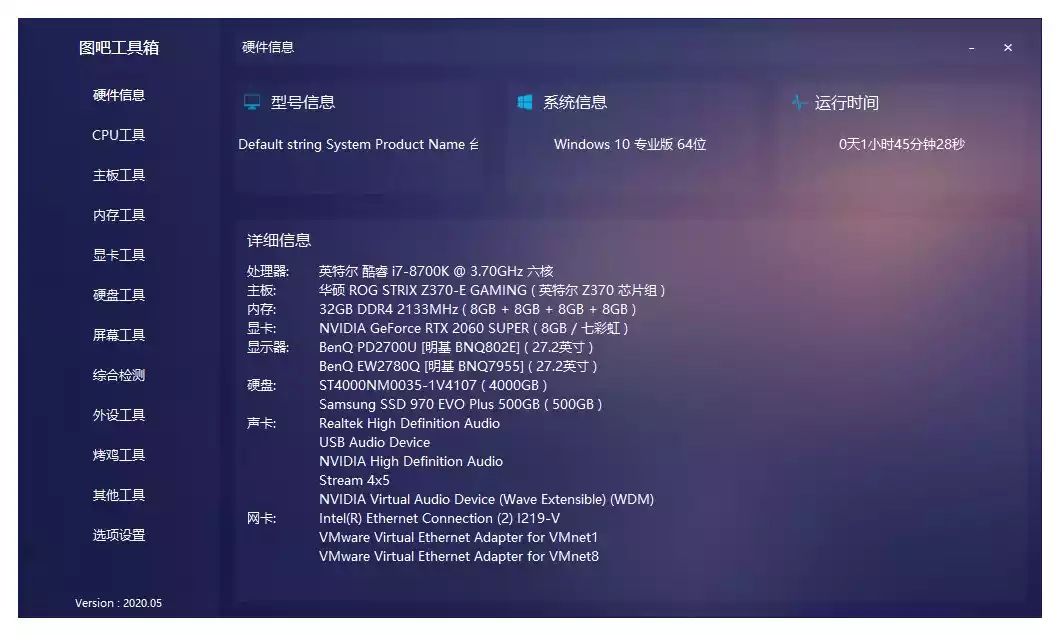 图吧工具箱
硬件信息
CPU工具
主板工具
内存工具
显卡工具
硬盘工具
屏幕工具
综合检测
外设工具
烤鸡工具
其他工具
选项设置
Version : 2020.05
硬件信息
型号信息
Default string System Product Name 台
系统信息
Windows 10 专业版 64位
运行时间
0天1小时45分钟28秒
详细信息
处理器: 英特尔 酷睿 i7-8700K @ 3.70GHz 六核
主板: 华硕 ROG STRIX Z370-E GAMING ( 英特尔 Z370 芯片组 )
内存: 32GB DDR4 2133MHz ( 8GB + 8GB + 8GB + 8GB )
显卡: NVIDIA GeForce RTX 2060 SUPER ( 8GB / 七彩虹 )
显示器: BenQ PD2700U [明基 BNQ802E] ( 27.2英寸 )
BenQ EW2780Q [明基 BNQ7955] ( 27.2英寸 )
硬盘: ST4000NM0035-1V4107 ( 4000GB )
Samsung SSD 970 EVO Plus 500GB ( 500GB )
声卡: Realtek High Definition Audio
USB Audio Device
NVIDIA High Definition Audio
Stream 4x5
NVIDIA Virtual Audio Device (Wave Extensible) (WDM)
网卡: Intel(R) Ethernet Connection (2) I219-V
VMware Virtual Ethernet Adapter for VMnet1
VMware Virtual Ethernet Adapter for VMnet8